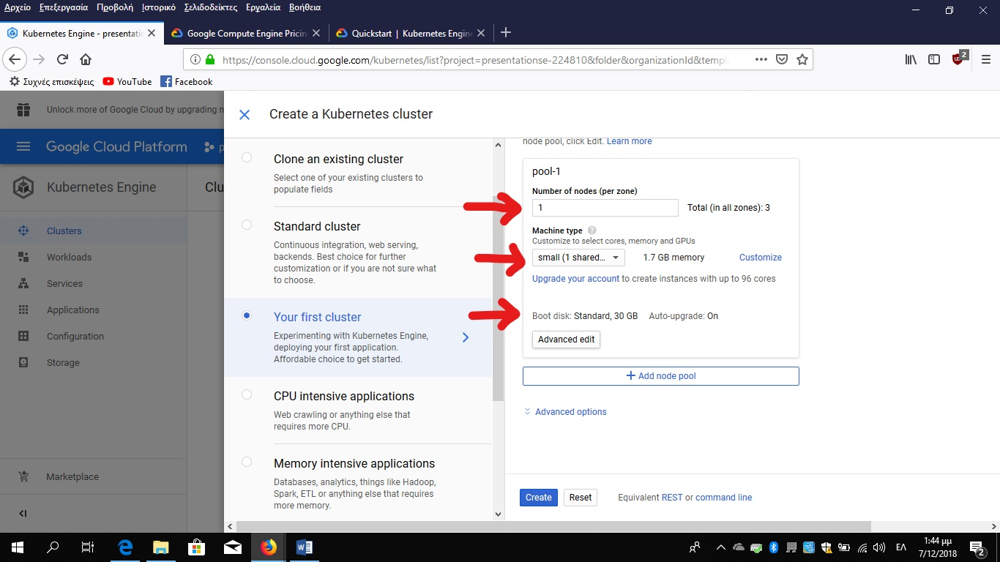 Αρχείο Επεξεργασία Προβολή Ιστορικό Σελιδοδείκτες Εργαλεία Βοήθεια
Kubernetes Engine - presentatio
Google Compute Engine Pricin
Quickstart | Kubernetes Engine
https://console.cloud.google.com/kubernetes/list?project=presentationse-224810&folder&organizationId&templ
2
Συχνές επισκέψεις YouTube Facebook
Unlock more of Google Cloud by upgrading n
Google Cloud Platform
p
Kubernetes Engine
Clu
Clusters
Workloads
Services
Applications
Configuration
Storage
Marketplace
Create a Kubernetes cluster
Clone an existing cluster
Select one of your existing clusters to
populate fields
Standard cluster
Continuous integration, web serving,
backends. Best choice for further
customization or if you are not sure what
to choose.
Your first cluster
Experimenting with Kubernetes Engine,
deploying your first application.
Affordable choice to get started.
CPU intensive applications
Web crawling or anything else that
requires more CPU.
Memory intensive applications
Databases, analytics, things like Hadoop,
Spark, ETL or anything else that requires
more memory.
node pool, click Edit. Learn more
pool-1
Number of nodes (per zone)
1 Total (in all zones): 3
Machine type ?
Customize to select cores, memory and GPUs
small (1 shared... 1.7 GB memory Customize
Upgrade your account to create instances with up to 96 cores
Boot disk: Standard, 30 GB Auto-upgrade: On
Advanced edit
+ Add node pool
Advanced options
Create Reset Equivalent REST or command line
ΕΛ
1:44 μμ
7/12/2018
2